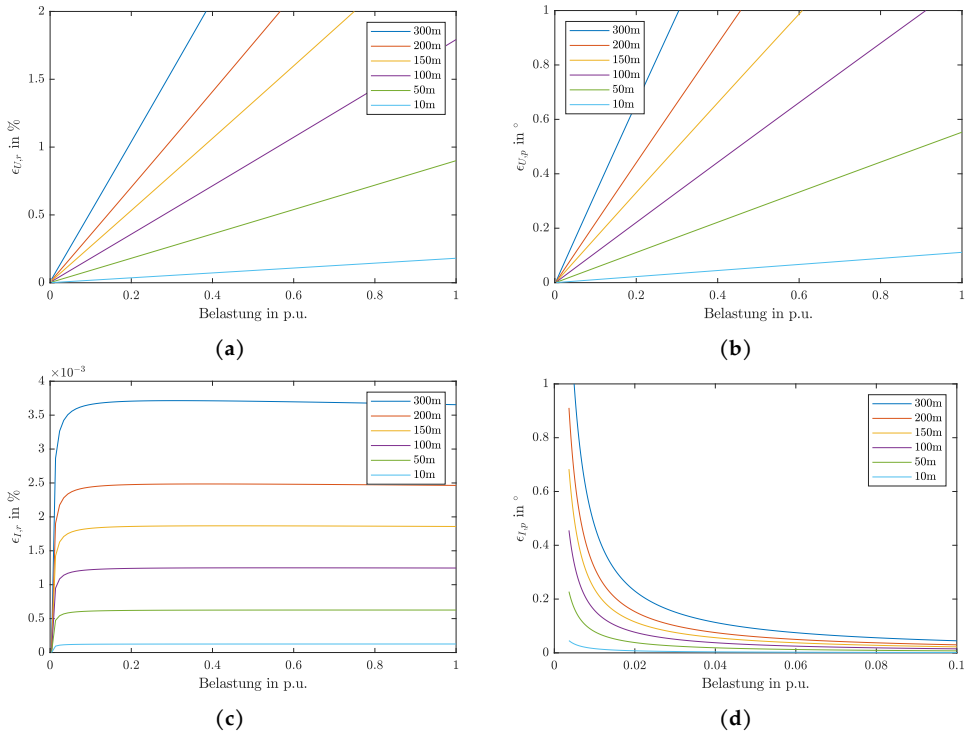 2
1.5
1
0.5
0
0
0.2
0.4
0.6
0.8
1
ϵU,r in %
Belastung in p.u.
300m
200m
150m
100m
50m
10m
(a)
1
0.8
0.6
0.4
0.2
0
0
0.2
0.4
0.6
0.8
1
ϵU,p in °
Belastung in p.u.
300m
200m
150m
100m
50m
10m
(b)
×10⁻³
4
3.5
3
2.5
2
1.5
1
0.5
0
0
0.2
0.4
0.6
0.8
1
ϵI,r in %
Belastung in p.u.
300m
200m
150m
100m
50m
10m
(c)
1
0.8
0.6
0.4
0.2
0
0
0.02
0.04
0.06
0.08
0.1
ϵI,p in °
Belastung in p.u.
300m
200m
150m
100m
50m
10m
(d)